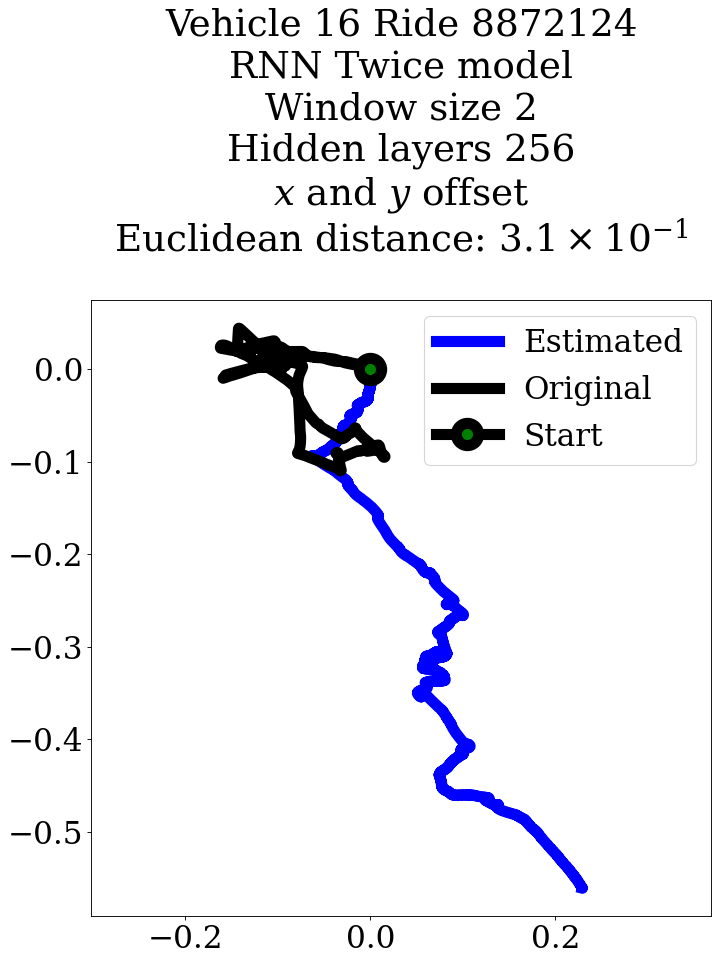 Vehicle 16 Ride 8872124
RNN Twice model
Window size 2
Hidden layers 256
x and y offset
Euclidean distance: 3.1 × 10⁻¹
Estimated
Original
Start
0.0
−0.1
−0.2
−0.3
−0.4
−0.5
−0.2 0.0 0.2